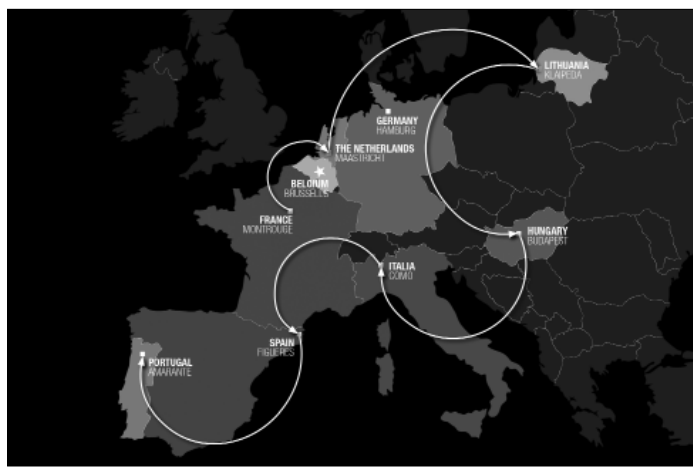 LITHUANIA
KLAIPEDA
GERMANY
HAMBURG
THE NETHERLANDS
MAASTRICHT
BELGIUM
BRUSSELS
FRANCE
MONTROUGE
HUNGARY
BUDAPEST
ITALIA
COMO
SPAIN
FIGUERES
PORTUGAL
AMARANTE